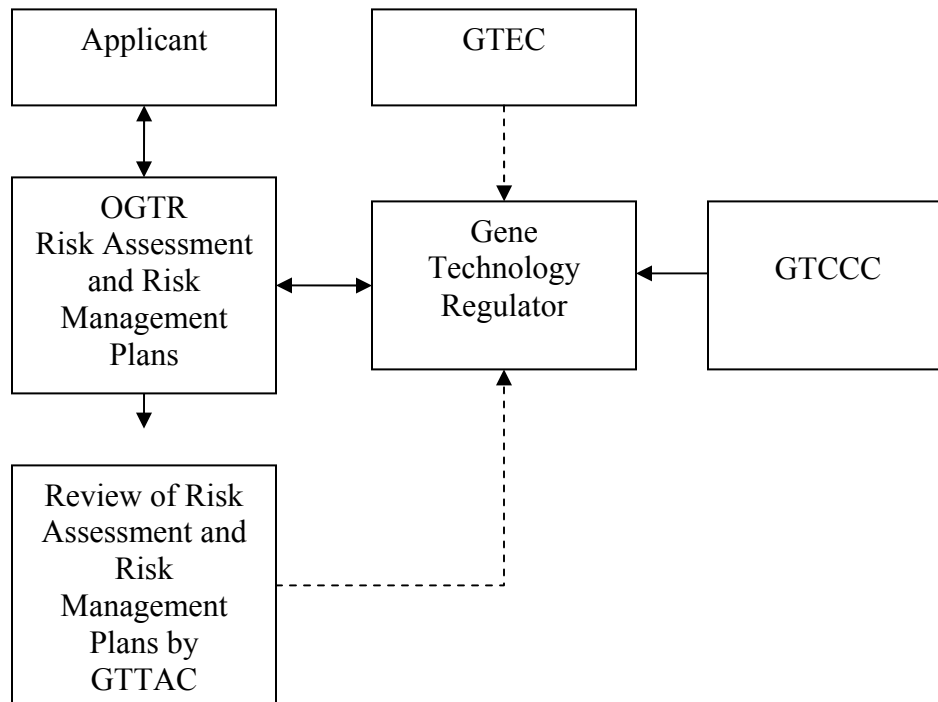 Applicant
GTEC
OGTR
Risk Assessment
and Risk
Management
Plans
Gene
Technology
Regulator
GTCCC
Review of Risk
Assessment and
Risk
Management
Plans by
GTTAC